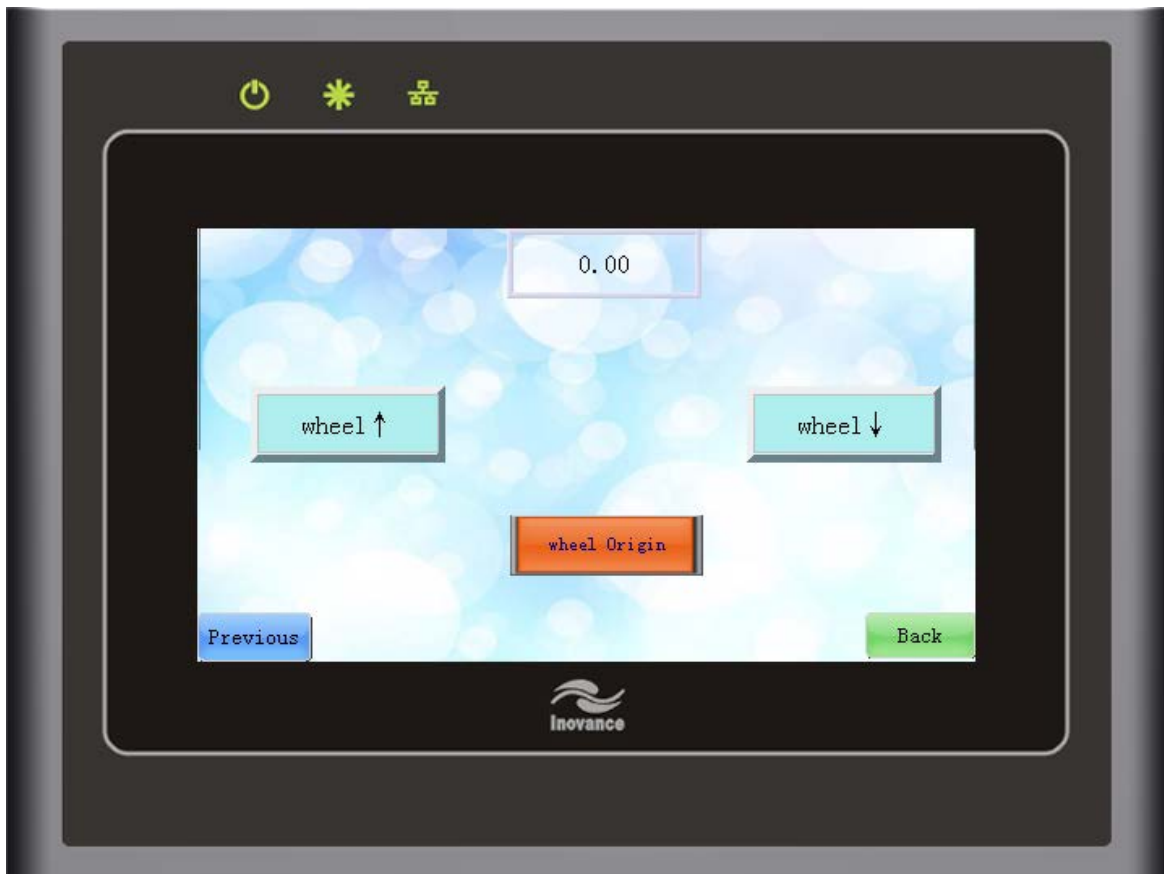 0.00
wheel↑
wheel↓
wheel Origin
Previous
Back
Inovance